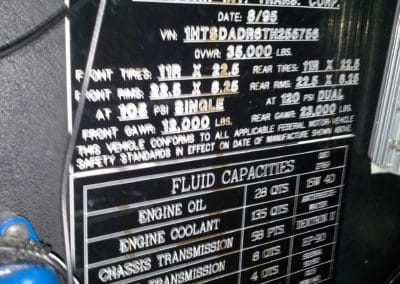 INT. TRANS. CORP.
DATE: 8/95
VIN: 1HTSDADR6TH255756
GVWR: 35,000 LBS.
FRONT TIRES: 11R X 22.5 REAR TIRES: 11R X 22.5
FRONT RIMS: 22.5 X 8.25 REAR RIMS: 22.5 X 8.25
AT 105 PSI SINGLE AT 120 PSI DUAL
FRONT GAWR: 12,000 LBS. REAR GAWR: 23,000 LBS.
THIS VEHICLE CONFORMS TO ALL APPLICABLE FEDERAL MOTOR-VEHICLE
SAFETY STANDARDS IN EFFECT ON DATE OF MANUFACTURE SHOWN ABOVE.
FLUID CAPACITIES
ENGINE OIL 28 QTS. 15W 40
ENGINE COOLANT 135 QTS.
CHASSIS TRANSMISSION 58 PTS. DEXTRON II
TRANSMISSION 8 QTS. EP-90
4 QTS.